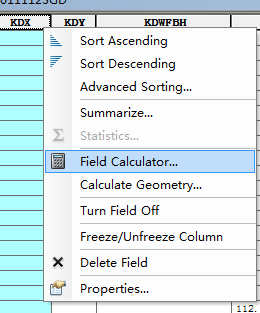 0111123GD
KDX KDY KDWFBH
Sort Ascending
Sort Descending
Advanced Sorting...
Summarize...
Σ Statistics...
Field Calculator...
Calculate Geometry...
Turn Field Off
Freeze/Unfreeze Column
Delete Field
Properties...
112.